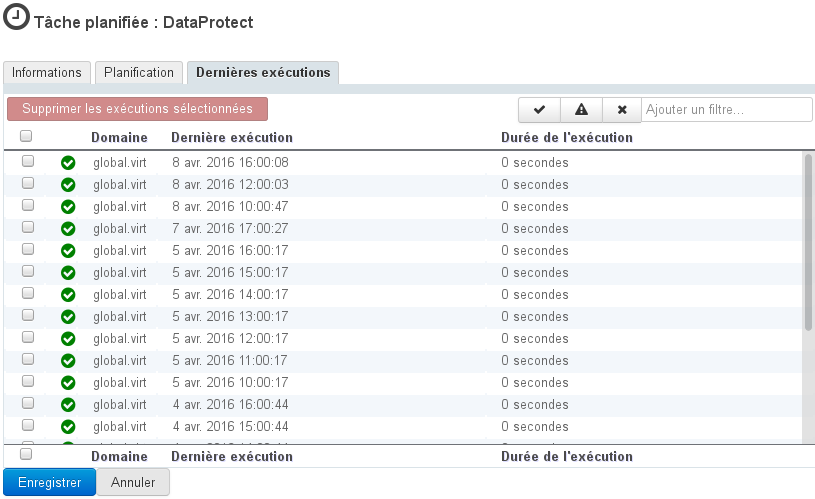 Tâche planifiée : DataProtect
Informations Planification Dernières exécutions
Supprimer les exécutions sélectionnées Ajouter un filtre...
Domaine Dernière exécution Durée de l'exécution
global.virt 8 avr. 2016 16:00:08 0 secondes
global.virt 8 avr. 2016 12:00:03 0 secondes
global.virt 8 avr. 2016 10:00:47 0 secondes
global.virt 7 avr. 2016 17:00:27 0 secondes
global.virt 5 avr. 2016 16:00:17 0 secondes
global.virt 5 avr. 2016 15:00:17 0 secondes
global.virt 5 avr. 2016 14:00:17 0 secondes
global.virt 5 avr. 2016 13:00:17 0 secondes
global.virt 5 avr. 2016 12:00:17 0 secondes
global.virt 5 avr. 2016 11:00:17 0 secondes
global.virt 5 avr. 2016 10:00:17 0 secondes
global.virt 4 avr. 2016 16:00:44 0 secondes
global.virt 4 avr. 2016 15:00:44 0 secondes
Domaine Dernière exécution Durée de l'exécution
Enregistrer Annuler